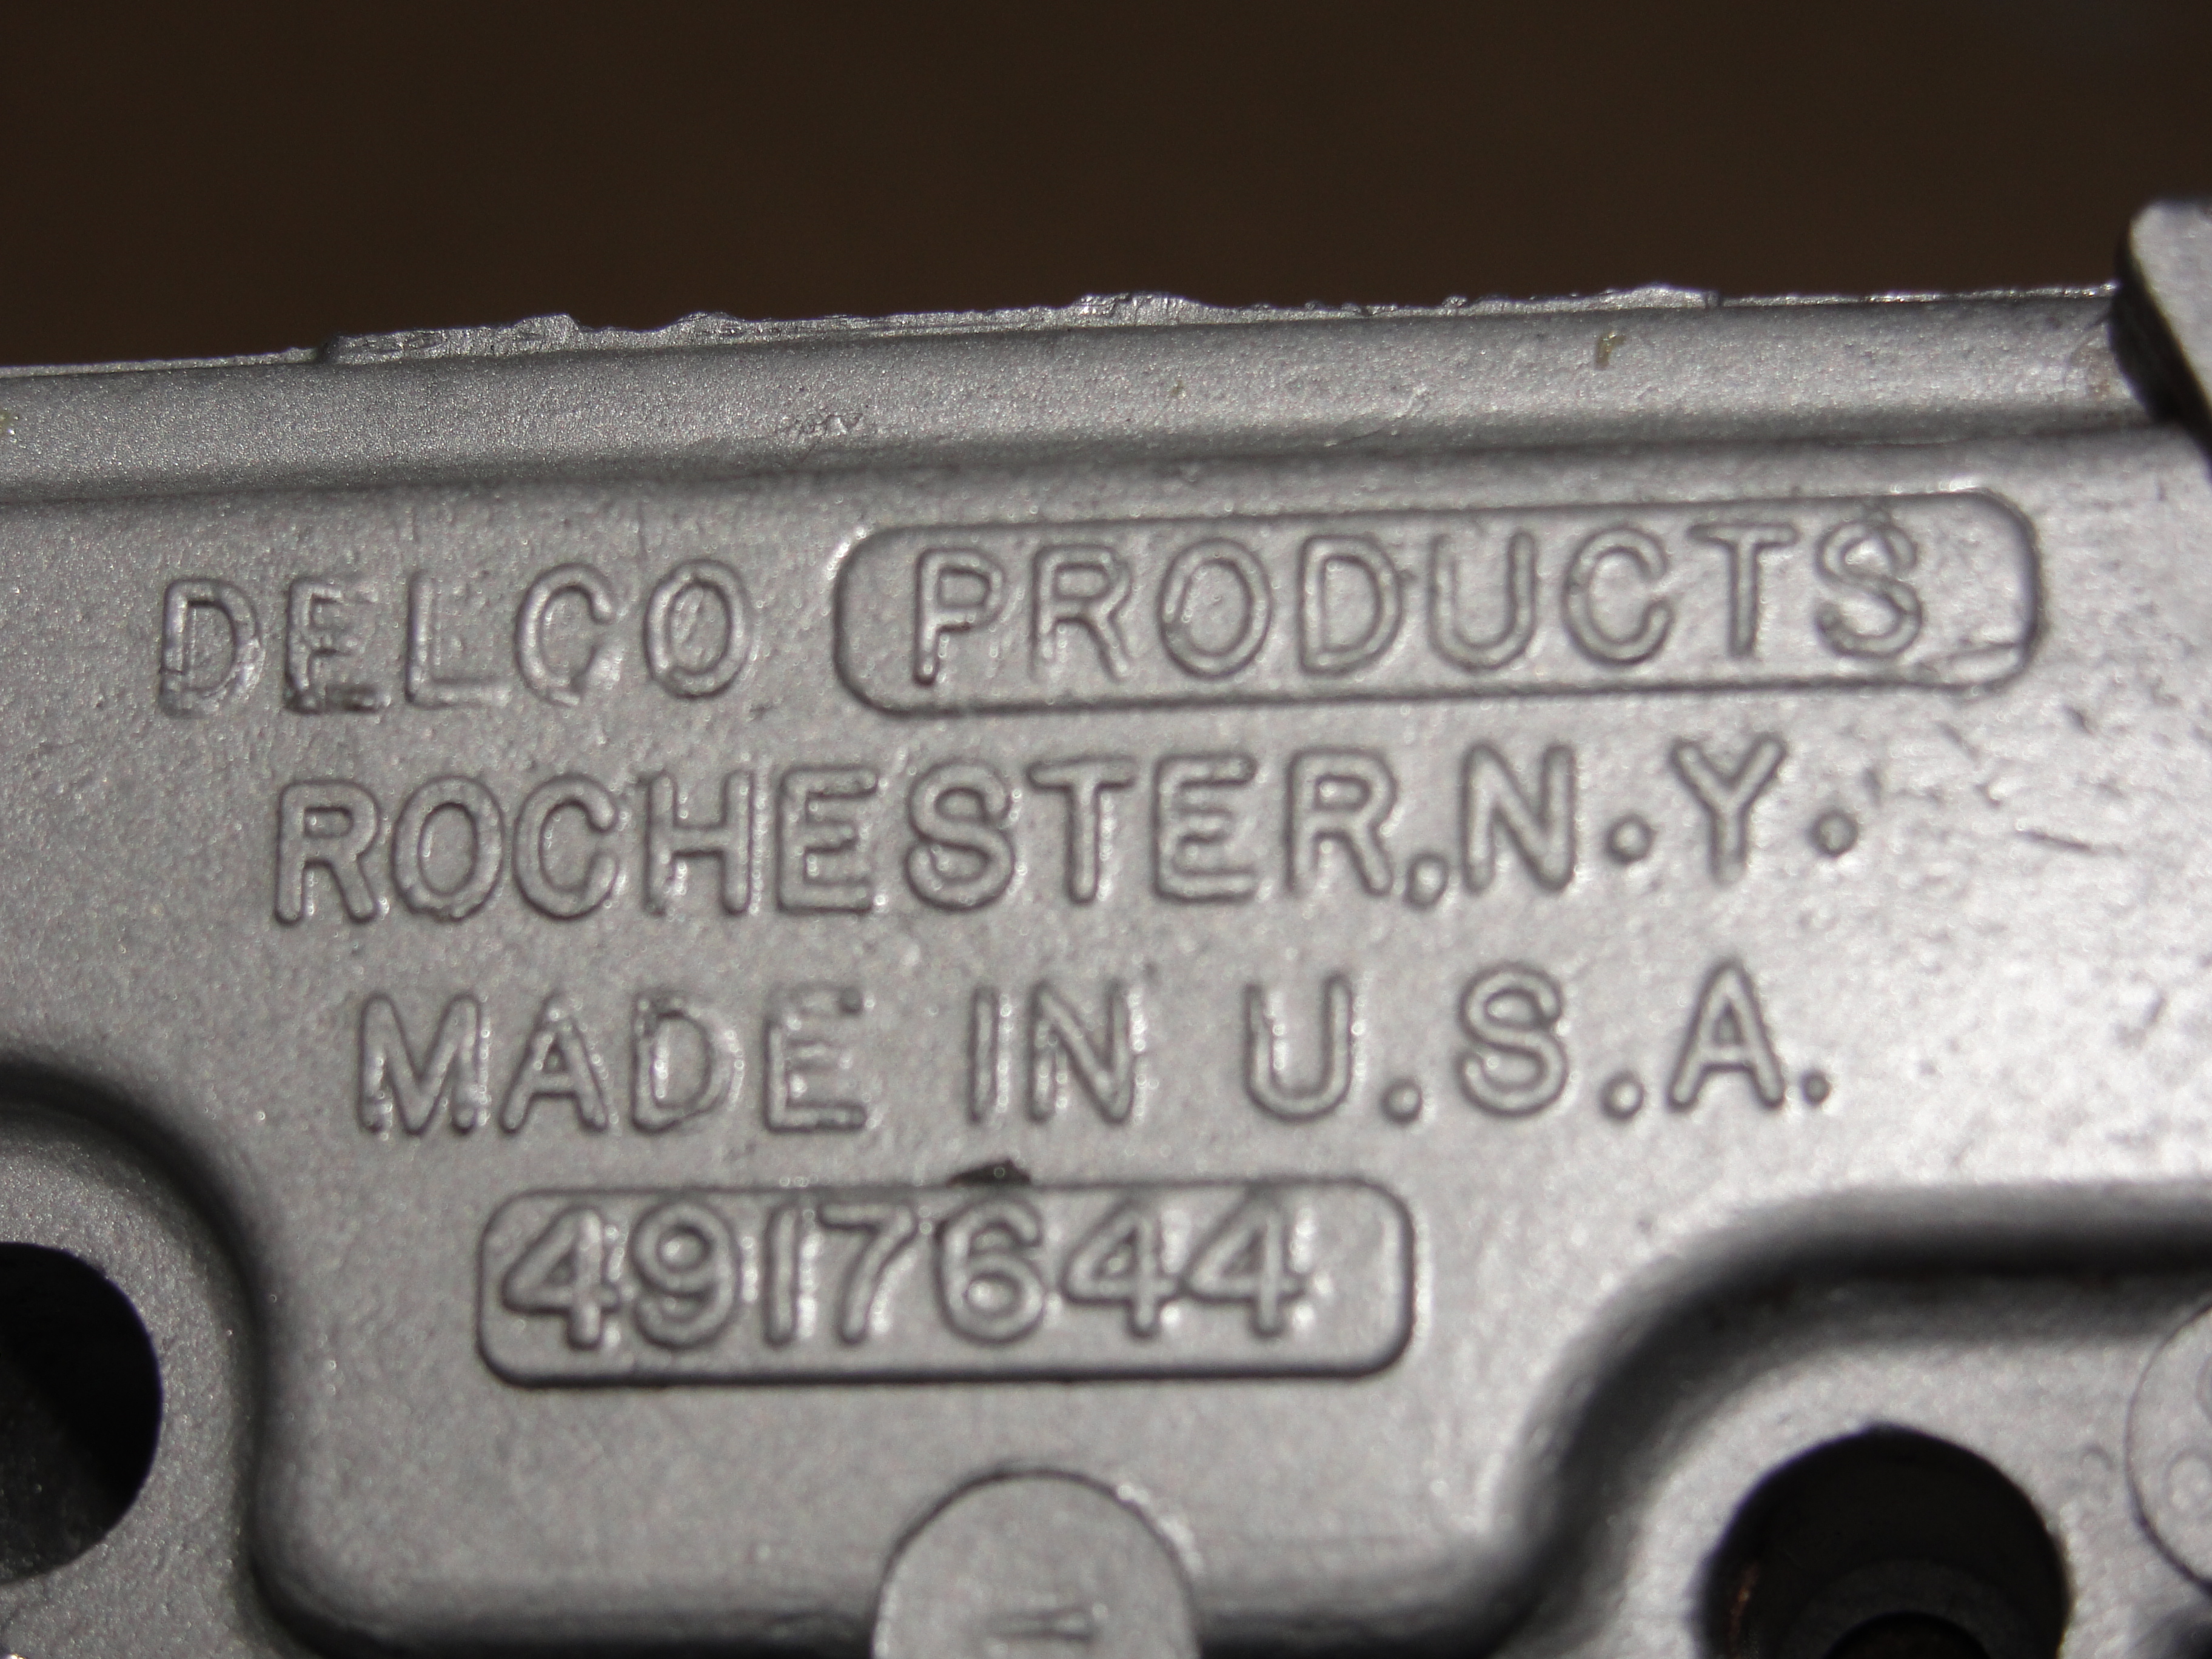 DELCO PRODUCTS
ROCHESTER,N.Y.
MADE IN U.S.A.
4917644